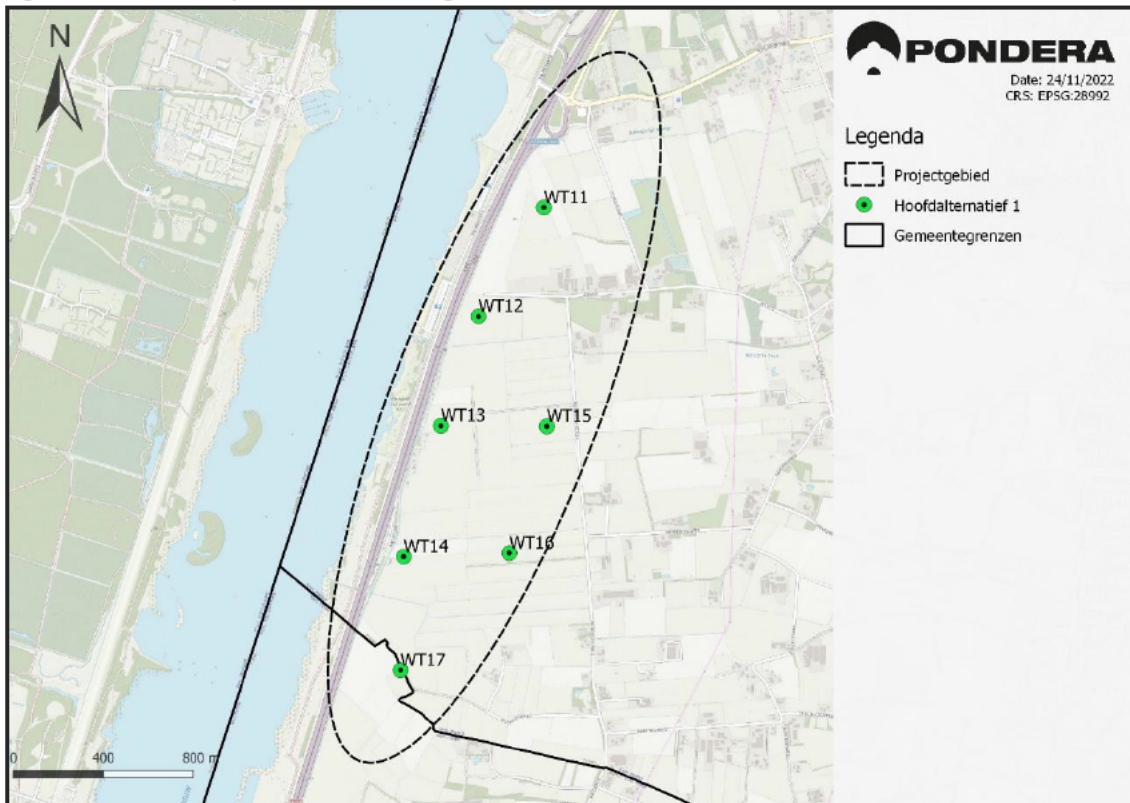 N
PONDERA
Date: 24/11/2022
CRS: EPSG:28992
Legenda
Projectgebied
Hoofdalternatief 1
Gemeentegrenzen
WT11
WT12
WT13
WT15
WT14
WT16
WT17
0 400 800 m